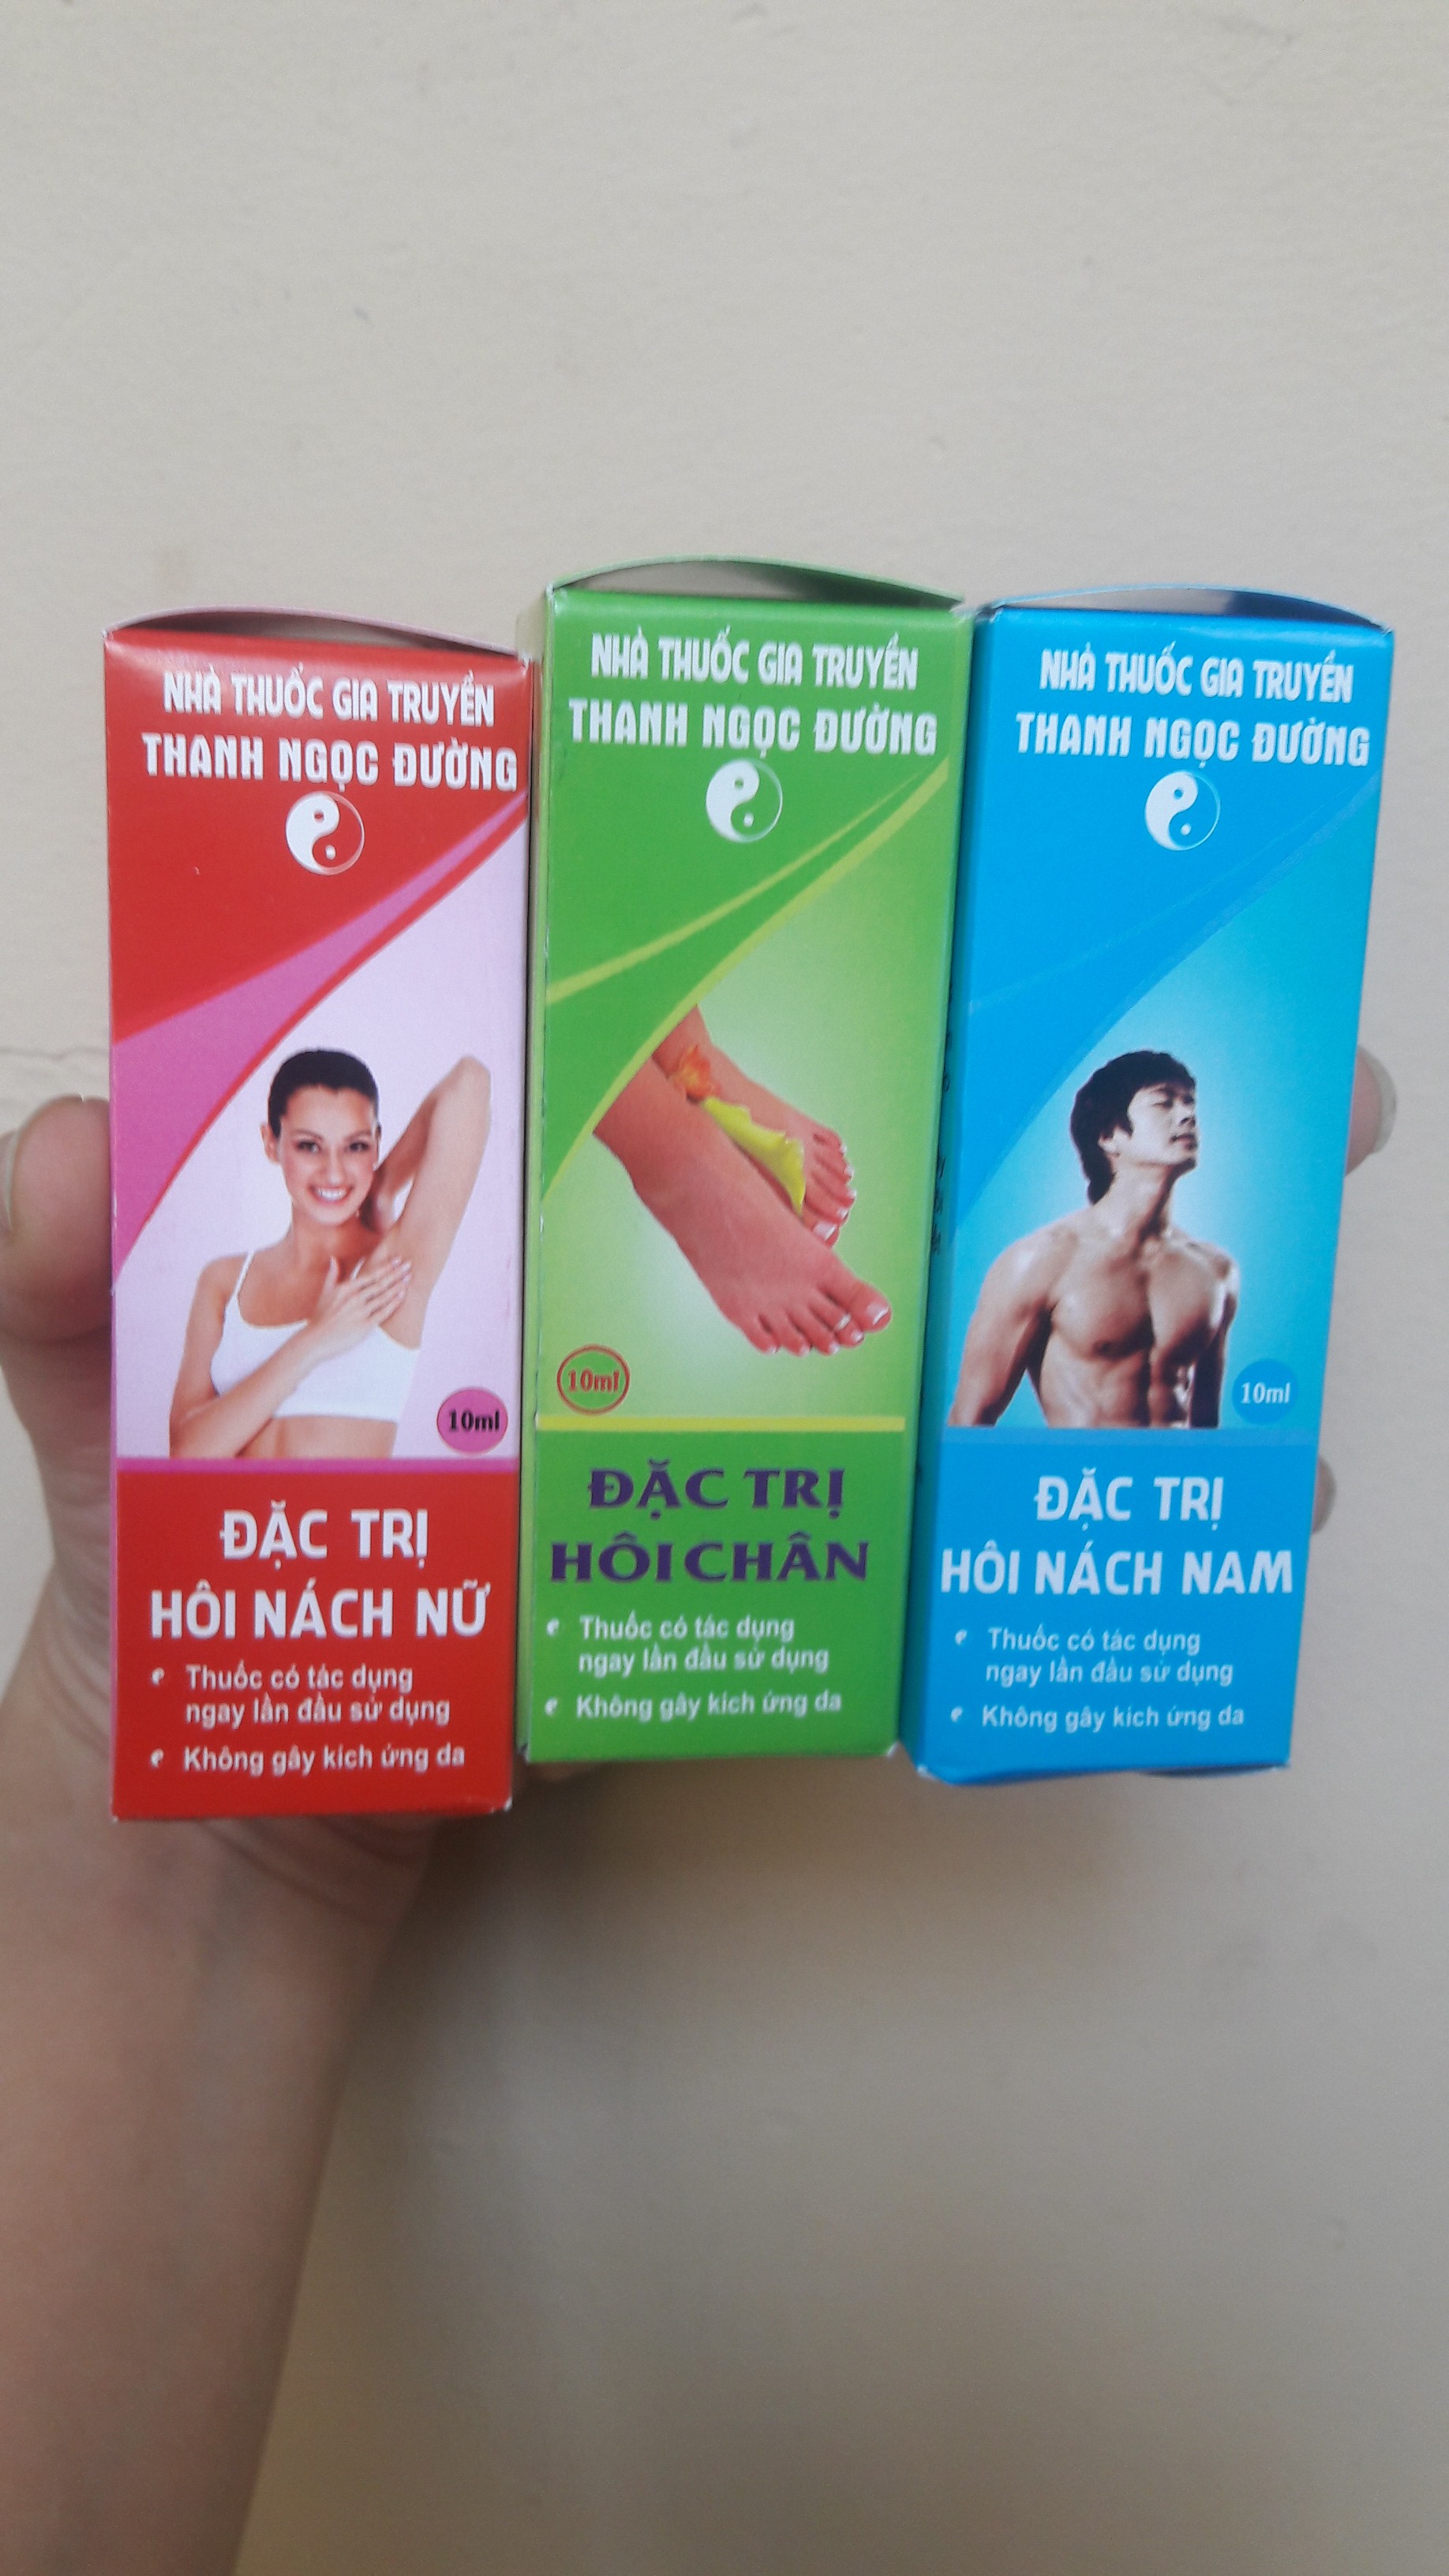 NHÀ THUỐC GIA TRUYỀN
THANH NGỌC ĐƯỜNG
10ml
ĐẶC TRỊ
HÔI NÁCH NỮ
Thuốc có tác dụng
ngay lần đầu sử dụng
Không gây kích ứng da
NHÀ THUỐC GIA TRUYỀN
THANH NGỌC ĐƯỜNG
10ml
ĐẶC TRỊ
HÔI CHÂN
Thuốc có tác dụng
ngay lần đầu sử dụng
Không gây kích ứng da
NHÀ THUỐC GIA TRUYỀN
THANH NGỌC ĐƯỜNG
10ml
ĐẶC TRỊ
HÔI NÁCH NAM
Thuốc có tác dụng
ngay lần đầu sử dụng
Không gây kích ứng da